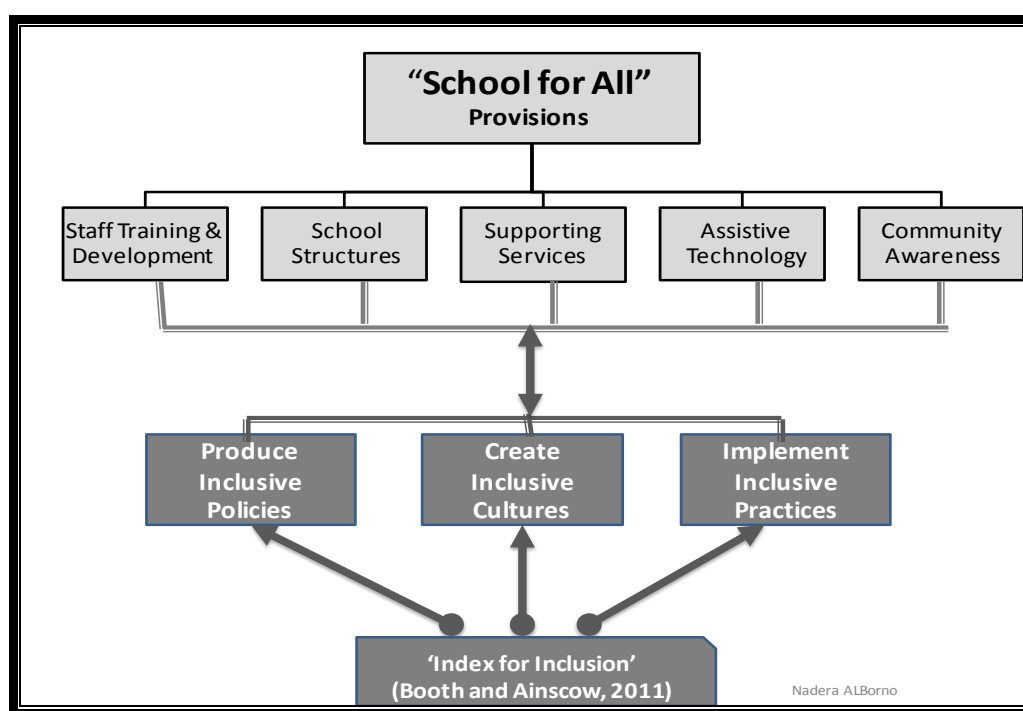 “School for All”
Provisions
Staff Training &
Development
School
Structures
Supporting
Services
Assistive
Technology
Community
Awareness
Produce
Inclusive
Policies
Create
Inclusive
Cultures
Implement
Inclusive
Practices
‘Index for Inclusion’
(Booth and Ainscow, 2011)
Nadera ALBorno